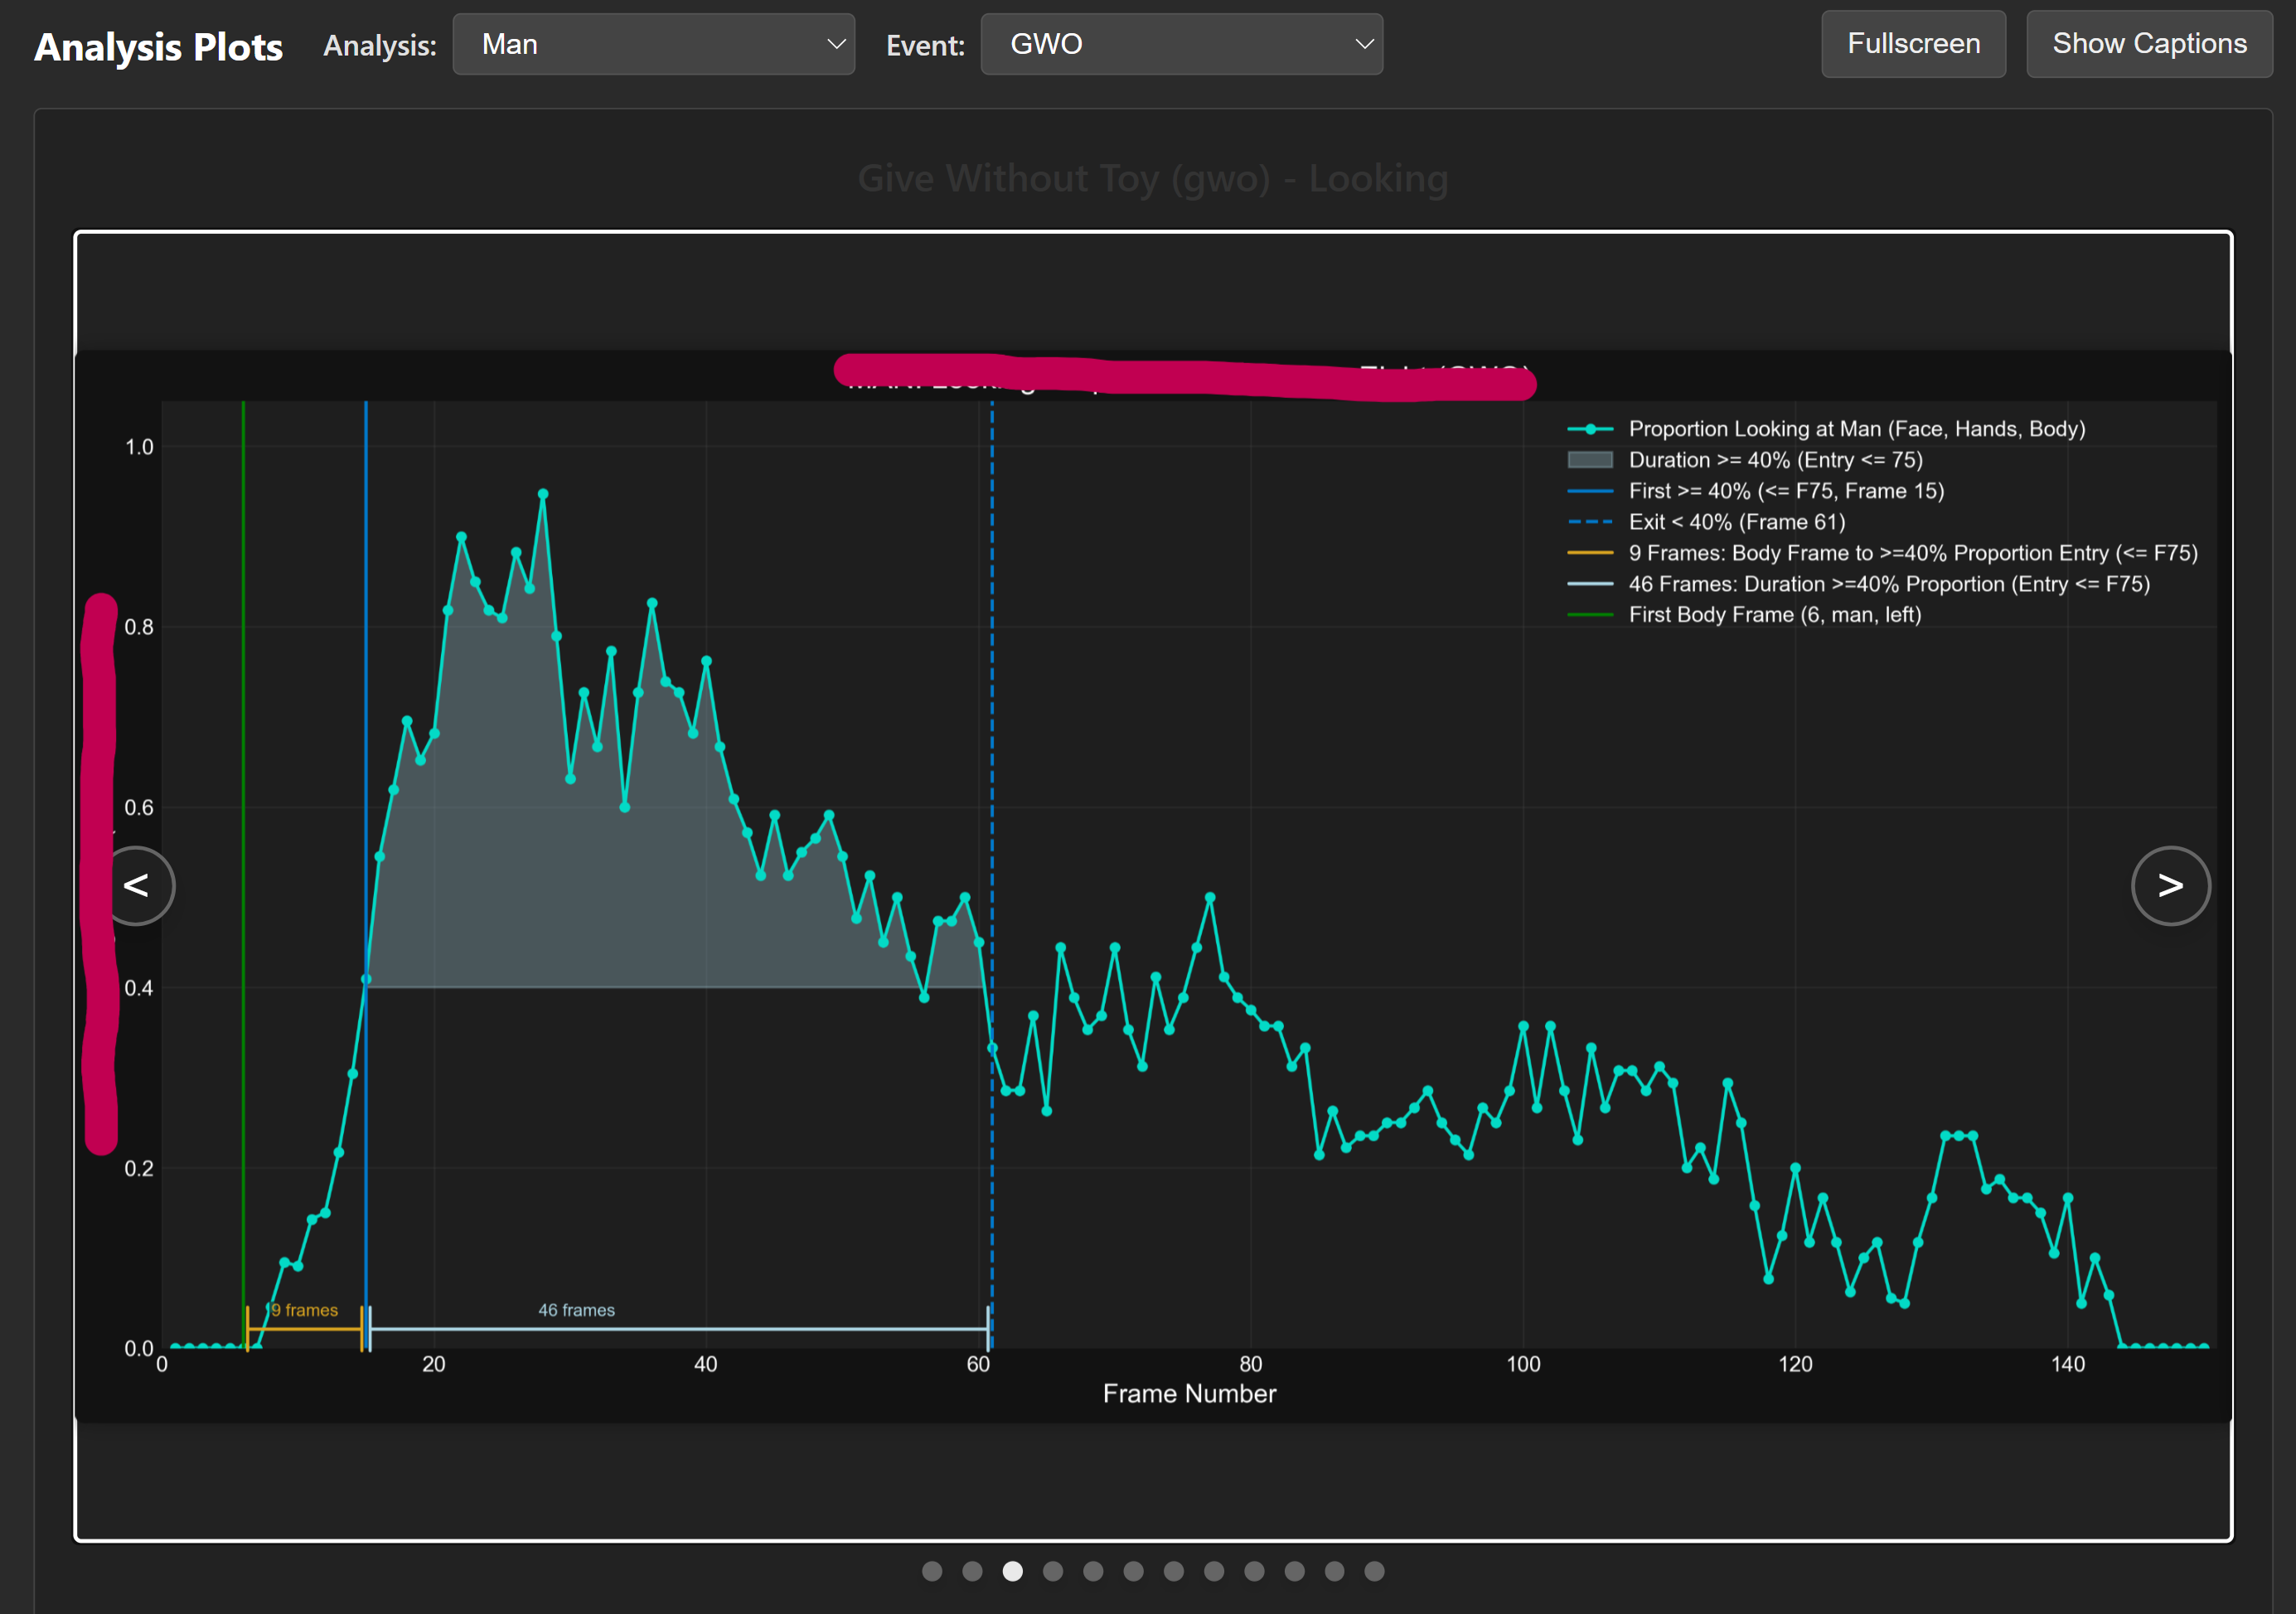 Analysis Plots Analysis: Man Event: GWO Fullscreen Show Captions
Give Without Toy (gwo) - Looking
1.0
0.8
0.6
0.4
0.2
0.0
Proportion Looking at Man (Face, Hands, Body)
Duration >= 40% (Entry <= 75)
First >= 40% (<= F75, Frame 15)
Exit < 40% (Frame 61)
9 Frames: Body Frame to >=40% Proportion Entry (<= F75)
46 Frames: Duration >=40% Proportion (Entry <= F75)
First Body Frame (6, man, left)
< >
9 frames 46 frames
0 20 40 60 80 100 120 140
Frame Number